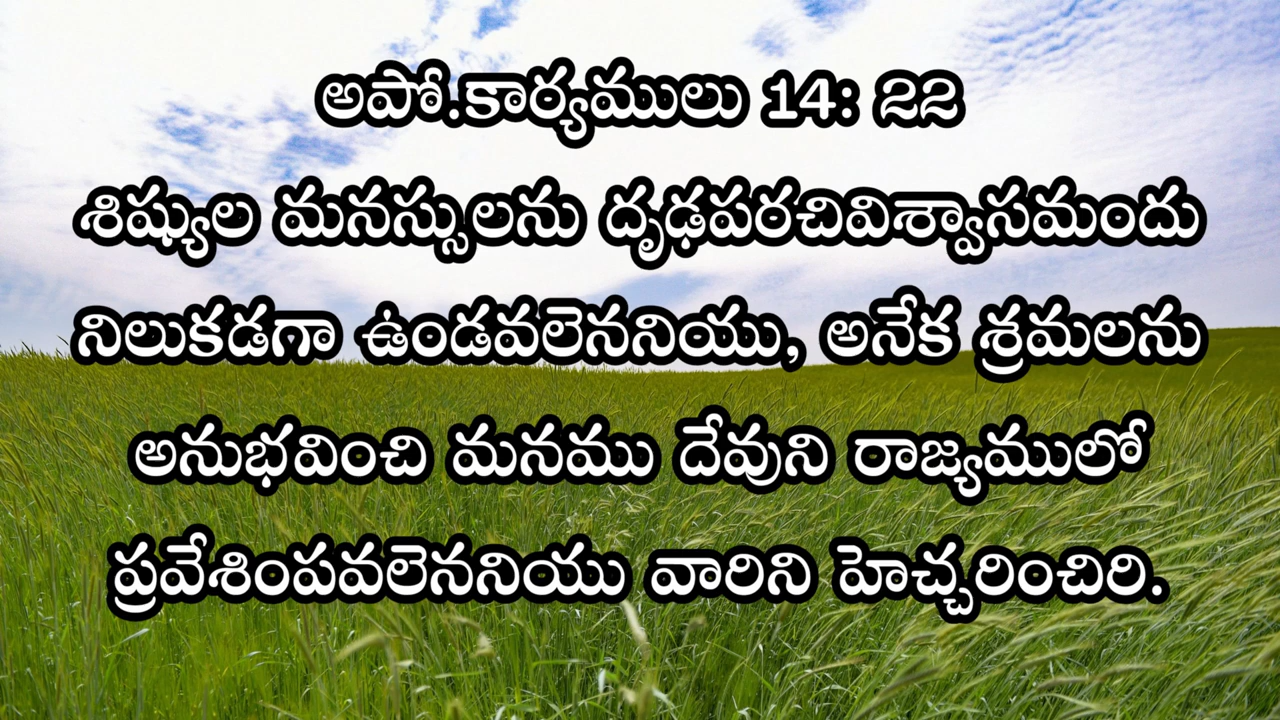 అపో.కార్యములు 14: 22
శిష్యుల మనస్సులను దృఢపరచివిశ్వాసమందు
నిలుకడగా ఉండవలెననియు, అనేక శ్రమలను
అనుభవించి మనము దేవుని రాజ్యములో
ప్రవేశింపవలెననియు వారిని హెచ్చరించిరి.